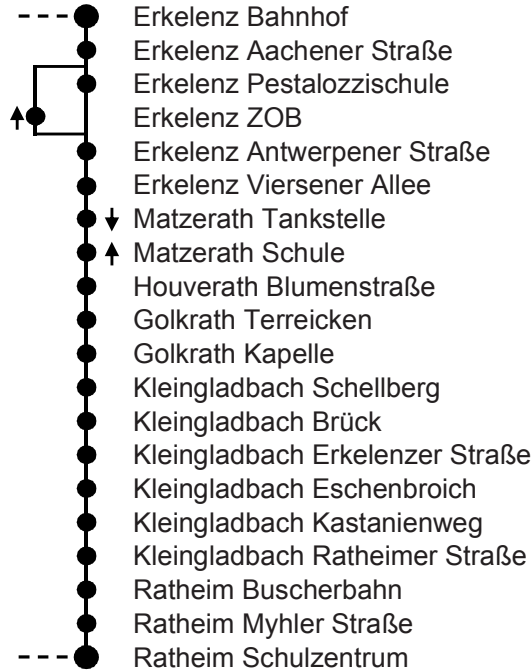 Erkelenz Bahnhof
Erkelenz Aachener Straße
Erkelenz Pestalozzischule
Erkelenz ZOB
Erkelenz Antwerpener Straße
Erkelenz Viersener Allee
Matzerath Tankstelle
Matzerath Schule
Houverath Blumenstraße
Golkrath Terreicken
Golkrath Kapelle
Kleingladbach Schellberg
Kleingladbach Brück
Kleingladbach Erkelenzer Straße
Kleingladbach Eschenbroich
Kleingladbach Kastanienweg
Kleingladbach Ratheimer Straße
Ratheim Buscherbahn
Ratheim Myhler Straße
Ratheim Schulzentrum